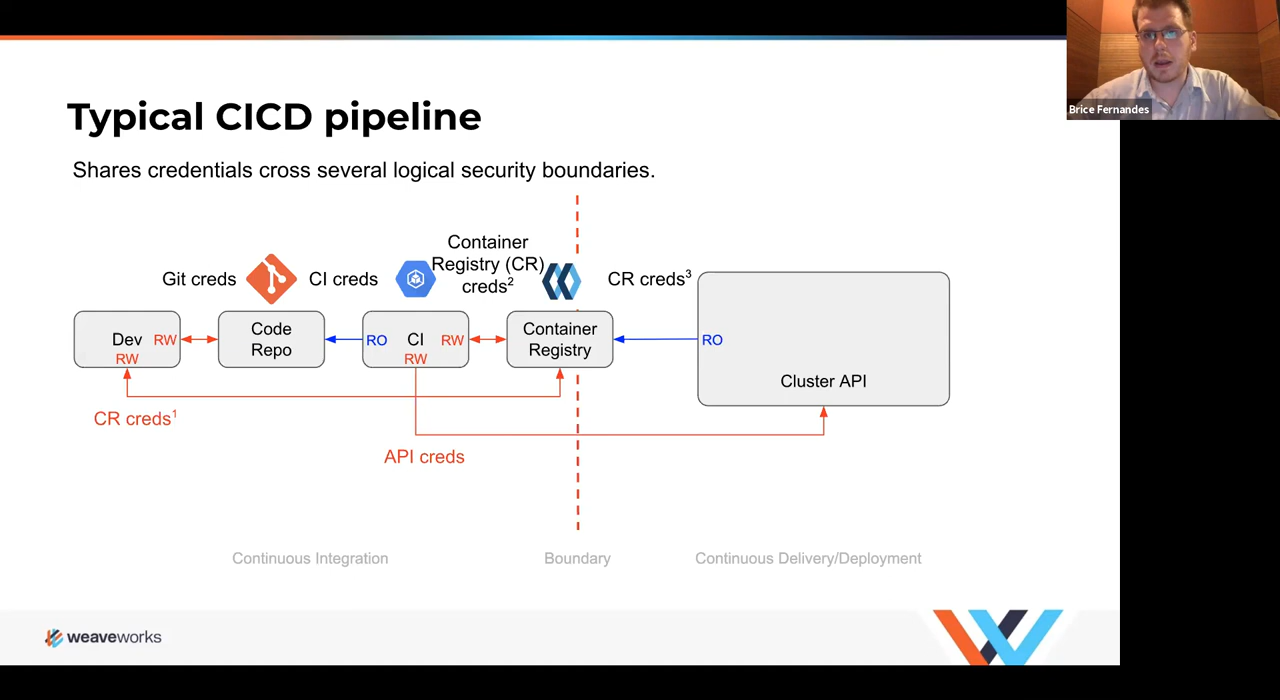 Brice Fernandes
Typical CICD pipeline
Shares credentials cross several logical security boundaries.
Git creds
CI creds
Container
Registry (CR)
creds²
CR creds³
Dev
RW
RW
Code
Repo
RO
CI
RW
RW
Container
Registry
RO
Cluster API
CR creds¹
API creds
Continuous Integration
Boundary
Continuous Delivery/Deployment
weaveworks